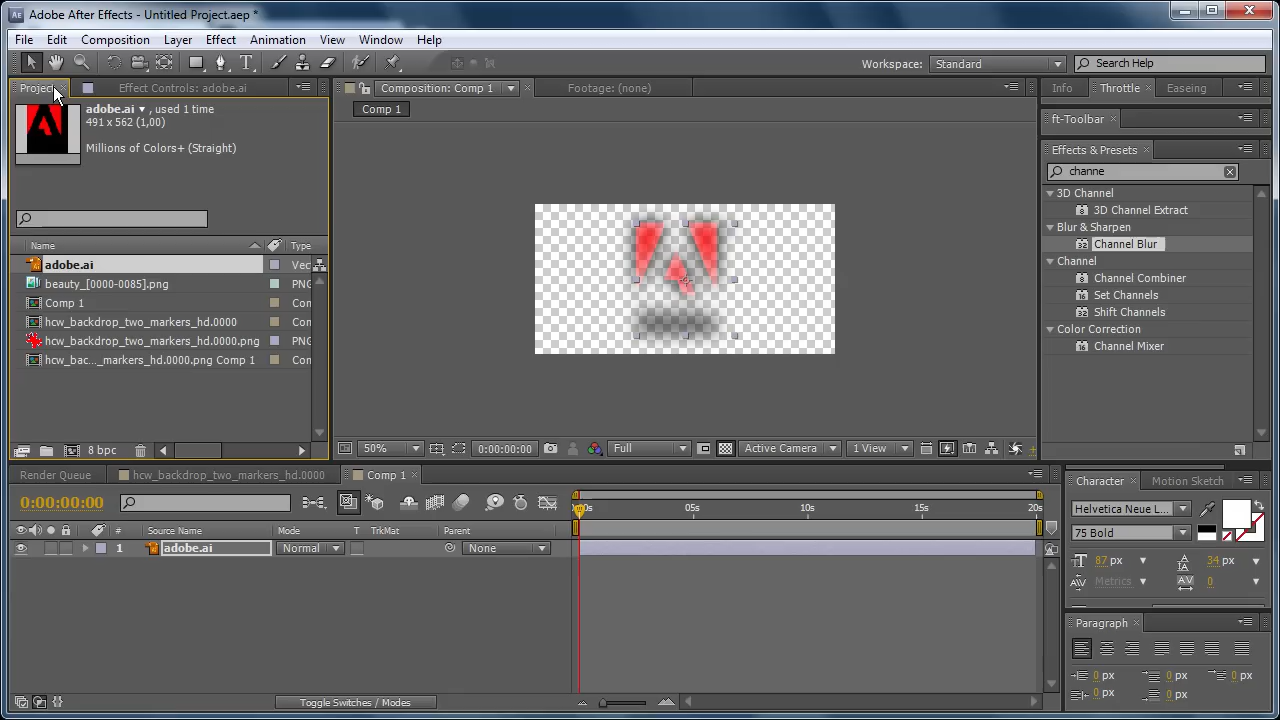 Adobe After Effects - Untitled Project.aep *
File Edit Composition Layer Effect Animation View Window Help
Workspace: Standard Search Help
Project Effect Controls: adobe.ai
adobe.ai ▾ , used 1 time
491 x 562 (1,00)
Millions of Colors+ (Straight)
Name Type
adobe.ai Vec
beauty_[0000-0085].png PNG
Comp 1 Con
hcw_backdrop_two_markers_hd.0000 Con
hcw_backdrop_two_markers_hd.0000.png PNG
hcw_bac..._markers_hd.0000.png Comp 1 Con
8 bpc
Composition: Comp 1 Footage: (none)
Comp 1
50% 0:00:00:00 Full Active Camera 1 View
Info Throttle Easeing
ft-Toolbar
Effects & Presets
channe
3D Channel
3D Channel Extract
Blur & Sharpen
Channel Blur
Channel
Channel Combiner
Set Channels
Shift Channels
Color Correction
Channel Mixer
Render Queue hcw_backdrop_two_markers_hd.0000 Comp 1
0:00:00:00
# Source Name Mode T TrkMat Parent
1 adobe.ai Normal None
05s 10s 15s 20s
Toggle Switches / Modes
Character Motion Sketch
Helvetica Neue L...
75 Bold
87 px 34 px
Metrics 0
Paragraph
0 px 0 px 0 px
0 px 0 px